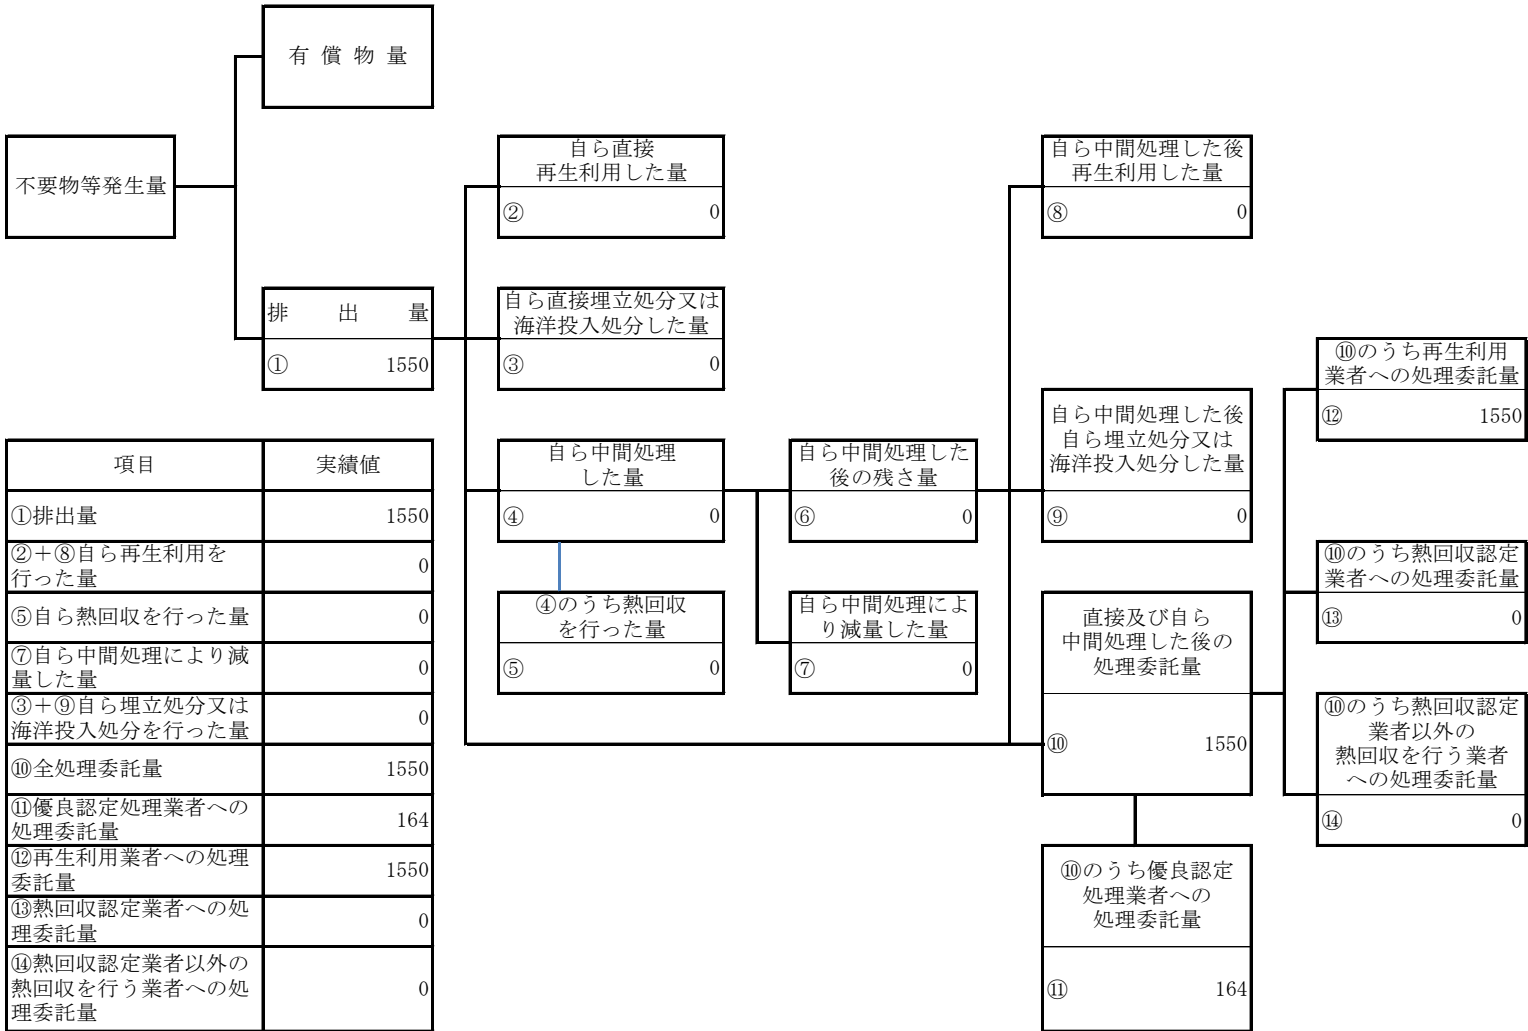 有償物量
不要物等発生量
排出量
① 1550
自ら直接
再生利用した量
② 0
自ら直接埋立処分又は
海洋投入処分した量
③ 0
自ら中間処理
した量
④ 0
④のうち熱回収
を行った量
⑤ 0
自ら中間処理した
後の残さ量
⑥ 0
自ら中間処理によ
り減量した量
⑦ 0
自ら中間処理した後
再生利用した量
⑧ 0
自ら中間処理した後
自ら埋立処分又は
海洋投入処分した量
⑨ 0
直接及び自ら
中間処理した後の
処理委託量
⑩ 1550
⑩のうち優良認定
処理業者への
処理委託量
⑪ 164
⑩のうち再生利用
業者への処理委託量
⑫ 1550
⑩のうち熱回収認定
業者への処理委託量
⑬ 0
⑩のうち熱回収認定
業者以外の
熱回収を行う業者
への処理委託量
⑭ 0
項目 実績値
①排出量 1550
②+⑧自ら再生利用を
行った量 0
⑤自ら熱回収を行った量 0
⑦自ら中間処理により減
量した量 0
③+⑨自ら埋立処分又は
海洋投入処分を行った量 0
⑩全処理委託量 1550
⑪優良認定処理業者への
処理委託量 164
⑫再生利用業者への処理
委託量 1550
⑬熱回収認定業者への処
理委託量 0
⑭熱回収認定業者以外の
熱回収を行う業者への処
理委託量 0